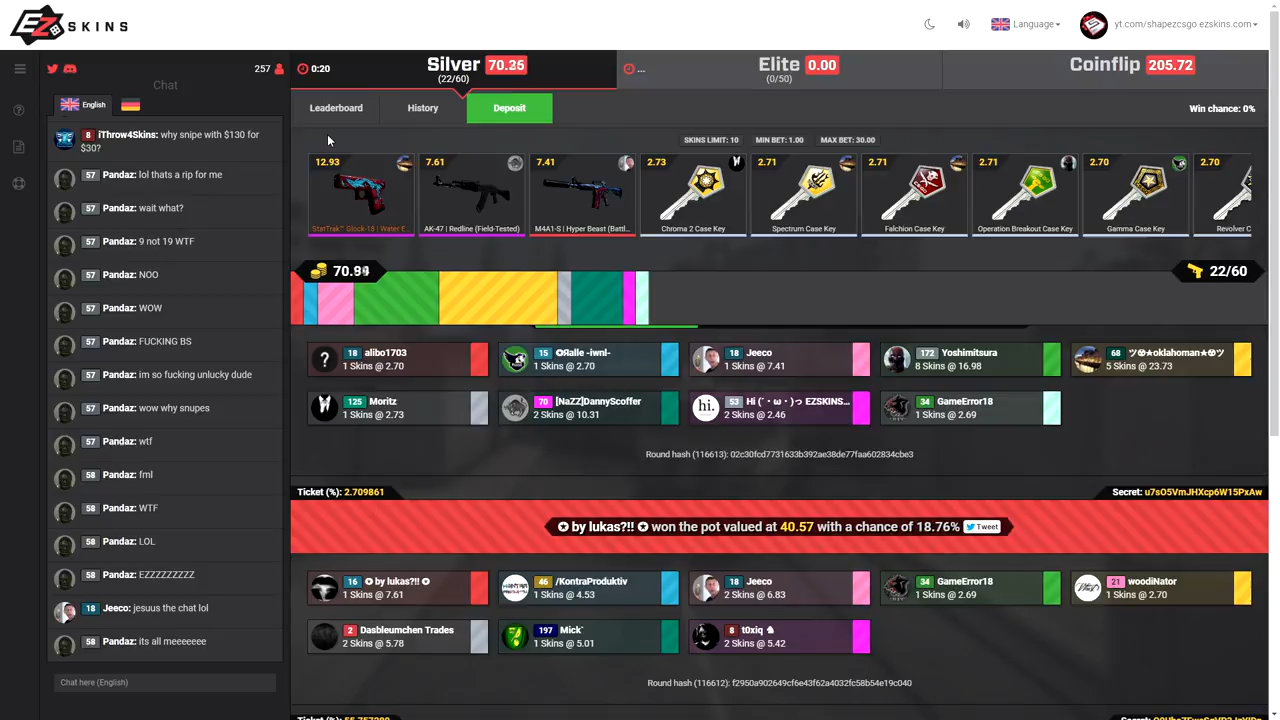 EZ SKINS
Language
yt.com/shapezcsgo ezskins.com
257
Chat
English
8 iThrow4Skins: why snipe with $130 for
$30?
57 Pandaz: lol thats a rip for me
57 Pandaz: wait what?
57 Pandaz: 9 not 19 WTF
57 Pandaz: NOO
57 Pandaz: WOW
57 Pandaz: FUCKING BS
57 Pandaz: im so fucking unlucky dude
57 Pandaz: wow why snupes
57 Pandaz: wtf
58 Pandaz: fml
58 Pandaz: WTF
58 Pandaz: LOL
58 Pandaz: EZZZZZZZZZ
18 Jeeco: jesuus the chat lol
58 Pandaz: its all meeeeeee
Chat here (English)
0:20
Silver
(22/60)
...
Elite 0.00
(0/50)
Coinflip 205.72
Leaderboard
History
Deposit
Win chance: 0%
SKINS LIMIT: 10
MIN BET: 1.00
MAX BET: 30.00
12.93
StatTrak™ Glock-18 | Water E...
7.61
AK-47 | Redline (Field-Tested)
7.41
M4A1-S | Hyper Beast (Battl...
2.73
Chroma 2 Case Key
2.71
Spectrum Case Key
2.71
Falchion Case Key
2.71
Operation Breakout Case Key
2.70
Gamma Case Key
2.70
Revolver C
22/60
? 18 alibo1703
1 Skins @ 2.70
15 ✪Яalle -iwnl-
1 Skins @ 2.70
18 Jeeco
1 Skins @ 7.41
172 Yoshimitsura
8 Skins @ 16.98
68 ツ☢★oklahoman★☢ツ
5 Skins @ 23.73
125 Moritz
1 Skins @ 2.73
70 [NaZZ]DannyScoffer
2 Skins @ 10.31
hi. 53 Hi (´・ω・)っ EZSKINS...
2 Skins @ 2.46
34 GameError18
1 Skins @ 2.69
Round hash (116613): 02c30fcd7731633b392ae38de77faa602834cbe3
Ticket (%): 2.709861
Secret: u7sO5VmJHXcp6W15PxAw
✪ by lukas?!! ✪ won the pot valued at 40.57 with a chance of 18.76% Tweet
16 ✪ by lukas?!! ✪
1 Skins @ 7.61
46 /KontraProduktiv
1 Skins @ 4.53
18 Jeeco
2 Skins @ 6.83
34 GameError18
1 Skins @ 2.69
21 woodiNator
1 Skins @ 2.70
2 Dasbleumchen Trades
2 Skins @ 5.78
197 Mick`
1 Skins @ 5.01
8 t0xiq ♞
2 Skins @ 5.42
Round hash (116612): f2950a902649cf6e43f62a4032fc58b54e19c040